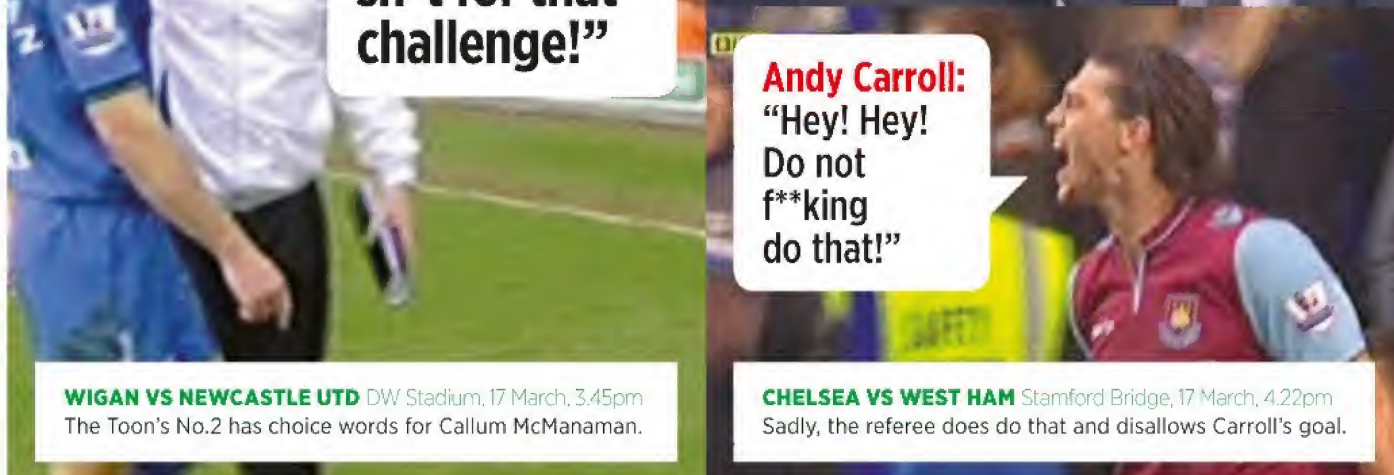 challenge!”
Andy Carroll:
“Hey! Hey!
Do not
f**king
do that!”
SAFETY
WIGAN VS NEWCASTLE UTD DW Stadium, 17 March, 3.45pm
The Toon’s No.2 has choice words for Callum McManaman.
CHELSEA VS WEST HAM Stamford Bridge, 17 March, 4.22pm
Sadly, the referee does do that and disallows Carroll’s goal.